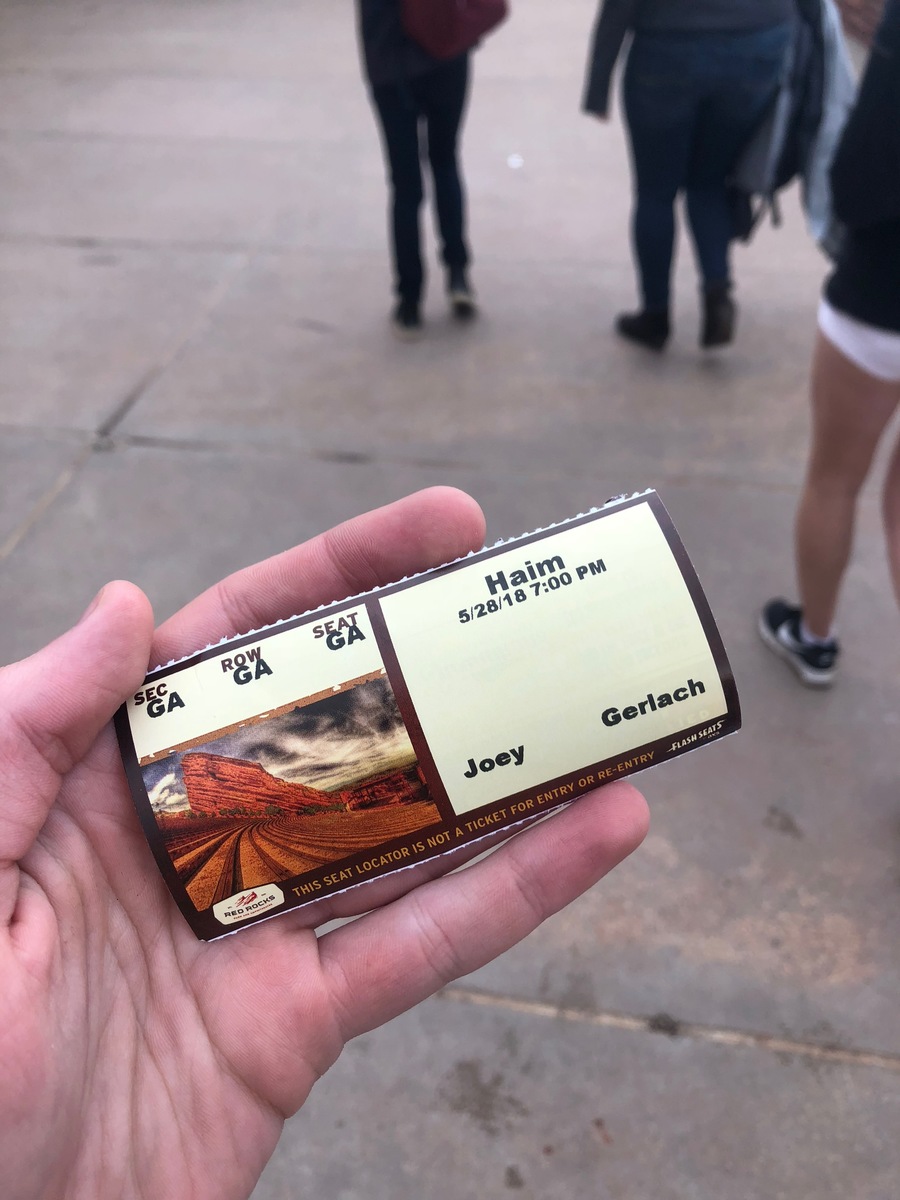 SEC
GA
ROW
GA
SEAT
GA
Haim
5/28/18 7:00 PM
Joey
Gerlach
RED ROCKS
THIS SEAT LOCATOR IS NOT A TICKET FOR ENTRY OR RE-ENTRY
FLASH SEATS